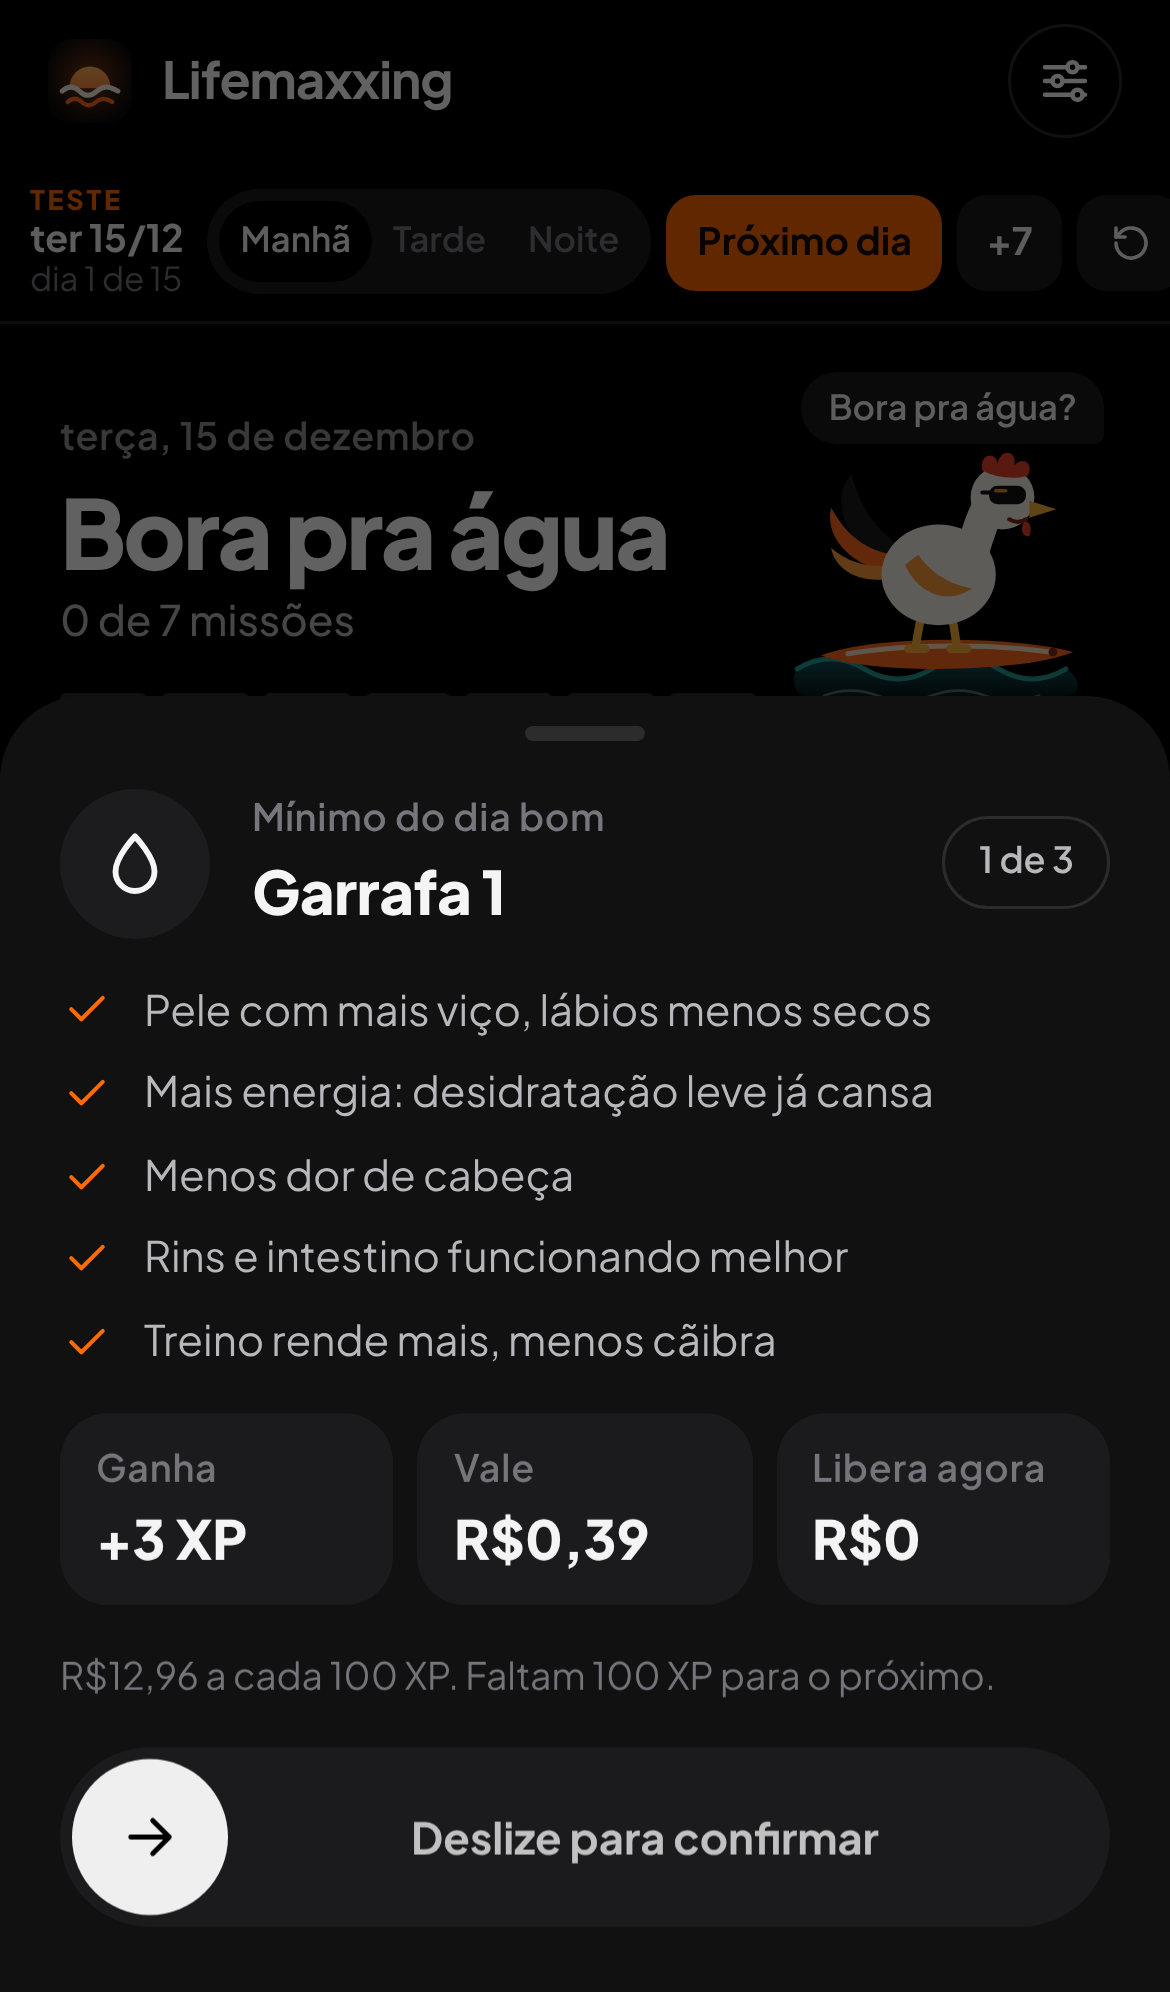 Lifemaxxing
TESTE
ter 15/12
dia 1 de 15
Manhã
Tarde
Noite
Próximo dia
+7
Bora pra água?
terça, 15 de dezembro
Bora pra água
0 de 7 missões
Mínimo do dia bom
Garrafa 1
1 de 3
Pele com mais viço, lábios menos secos
Mais energia: desidratação leve já cansa
Menos dor de cabeça
Rins e intestino funcionando melhor
Treino rende mais, menos cãibra
Ganha
+3 XP
Vale
R$0,39
Libera agora
R$0
R$12,96 a cada 100 XP. Faltam 100 XP para o próximo.
Deslize para confirmar